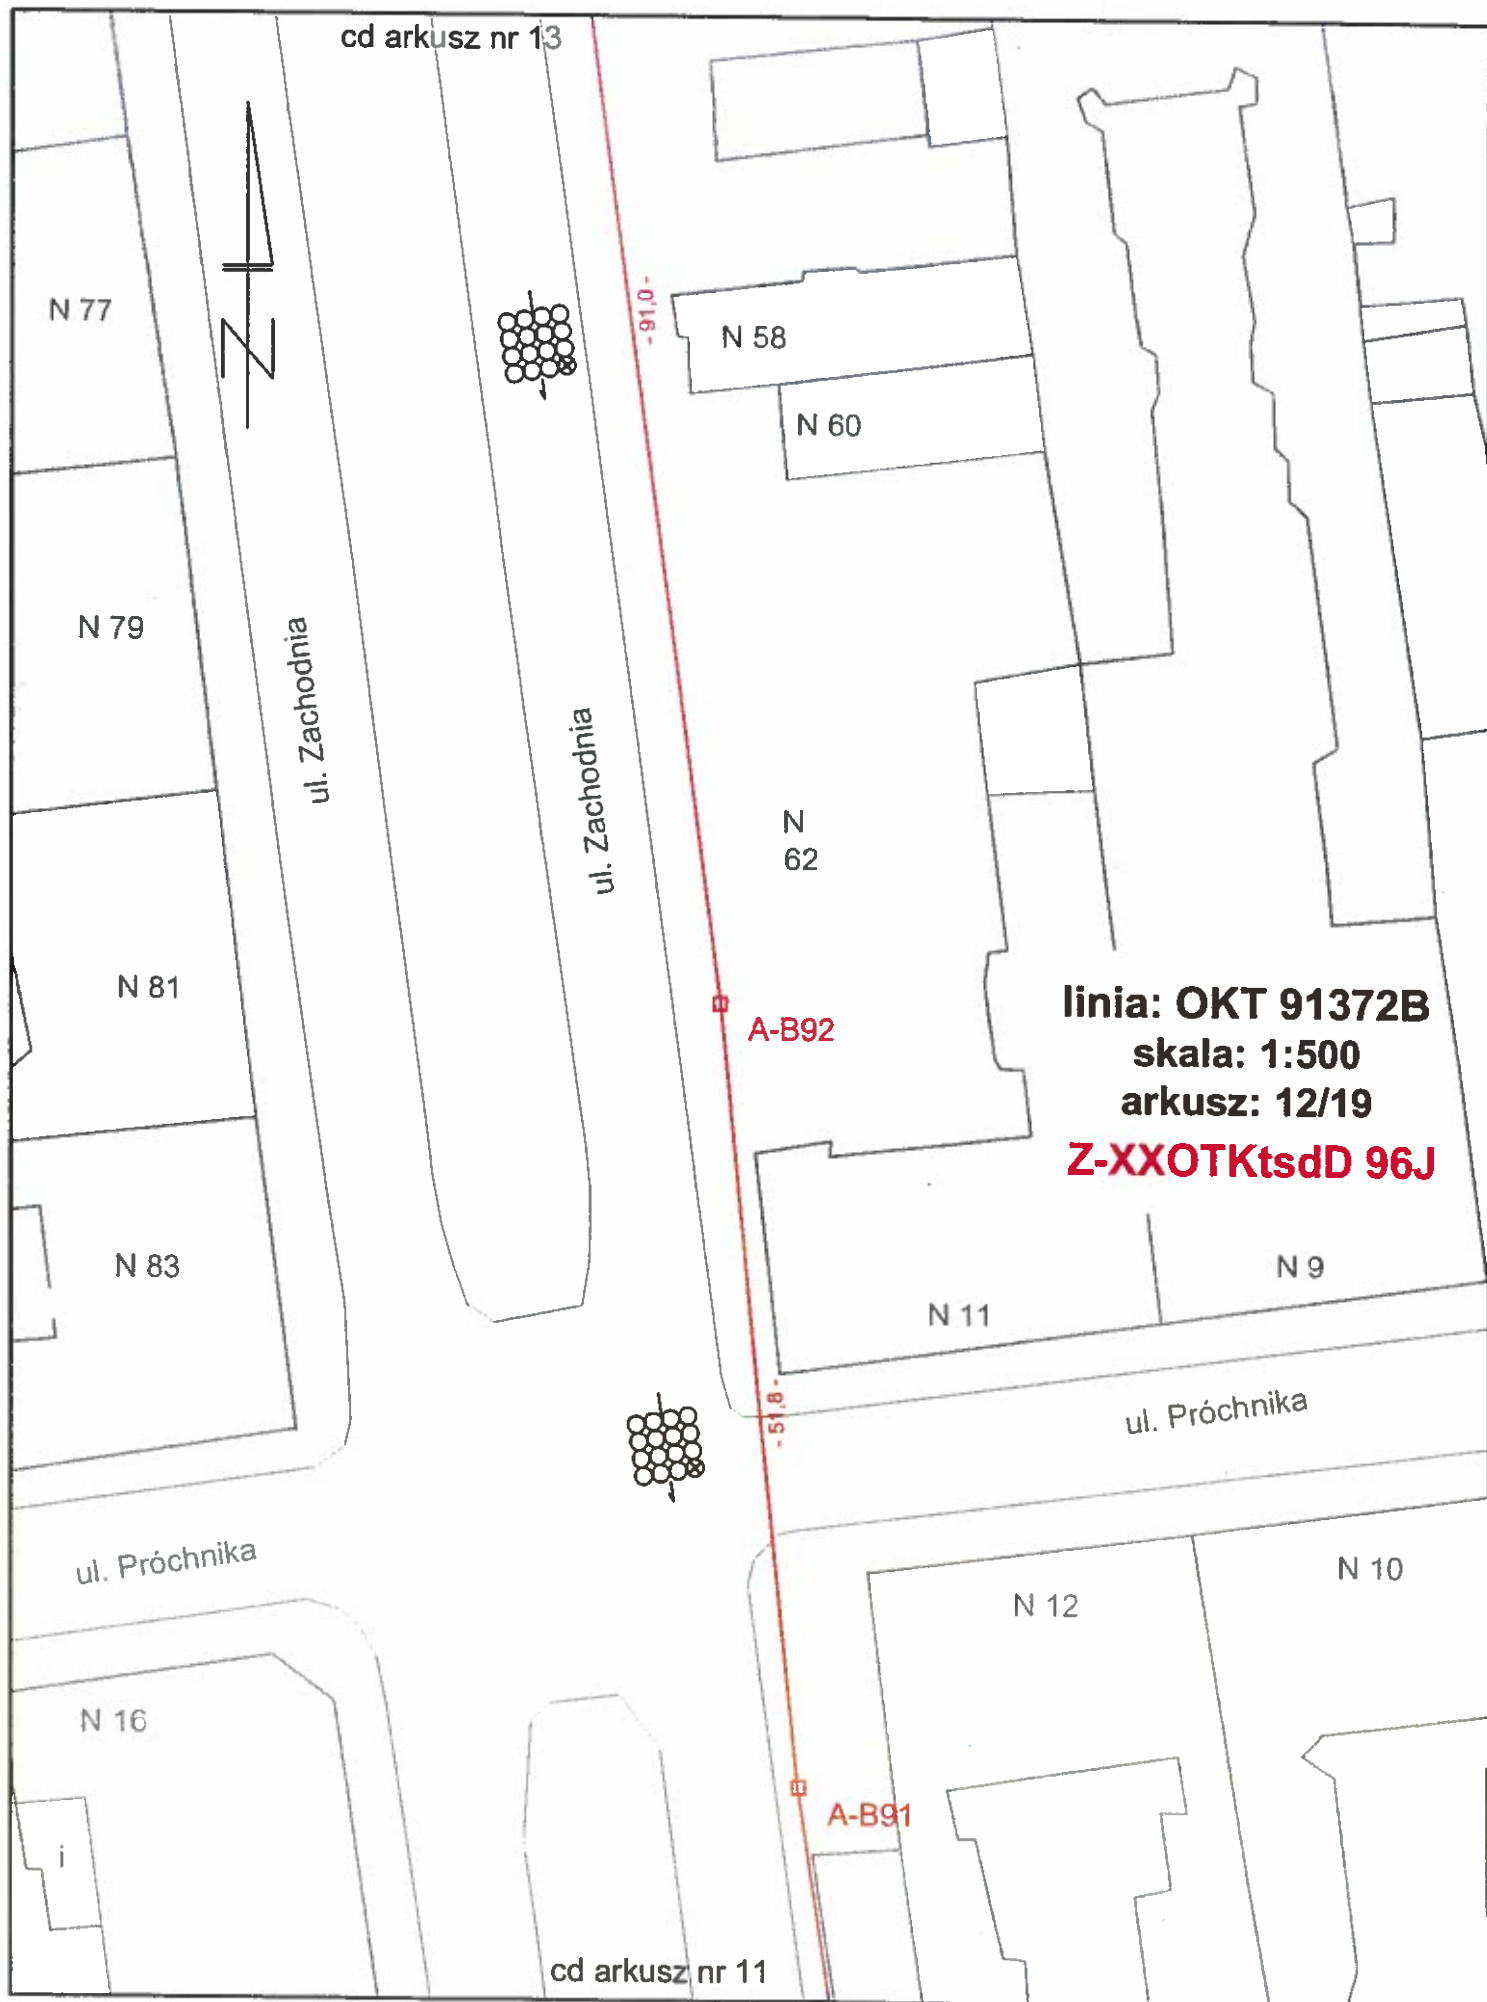 cd arkusz nr 13
N 77
- 91,0 -
N 58
N 60
N 79
ul. Zachodnia
ul. Zachodnia
N
62
N 81
A-B92
linia: OKT 91372B
skala: 1:500
arkusz: 12/19
Z-XXOTKtsdD 96J
N 83
N 9
N 11
- 51,8 -
ul. Próchnika
ul. Próchnika
N 10
N 12
N 16
A-B91
i
cd arkusz nr 11
N